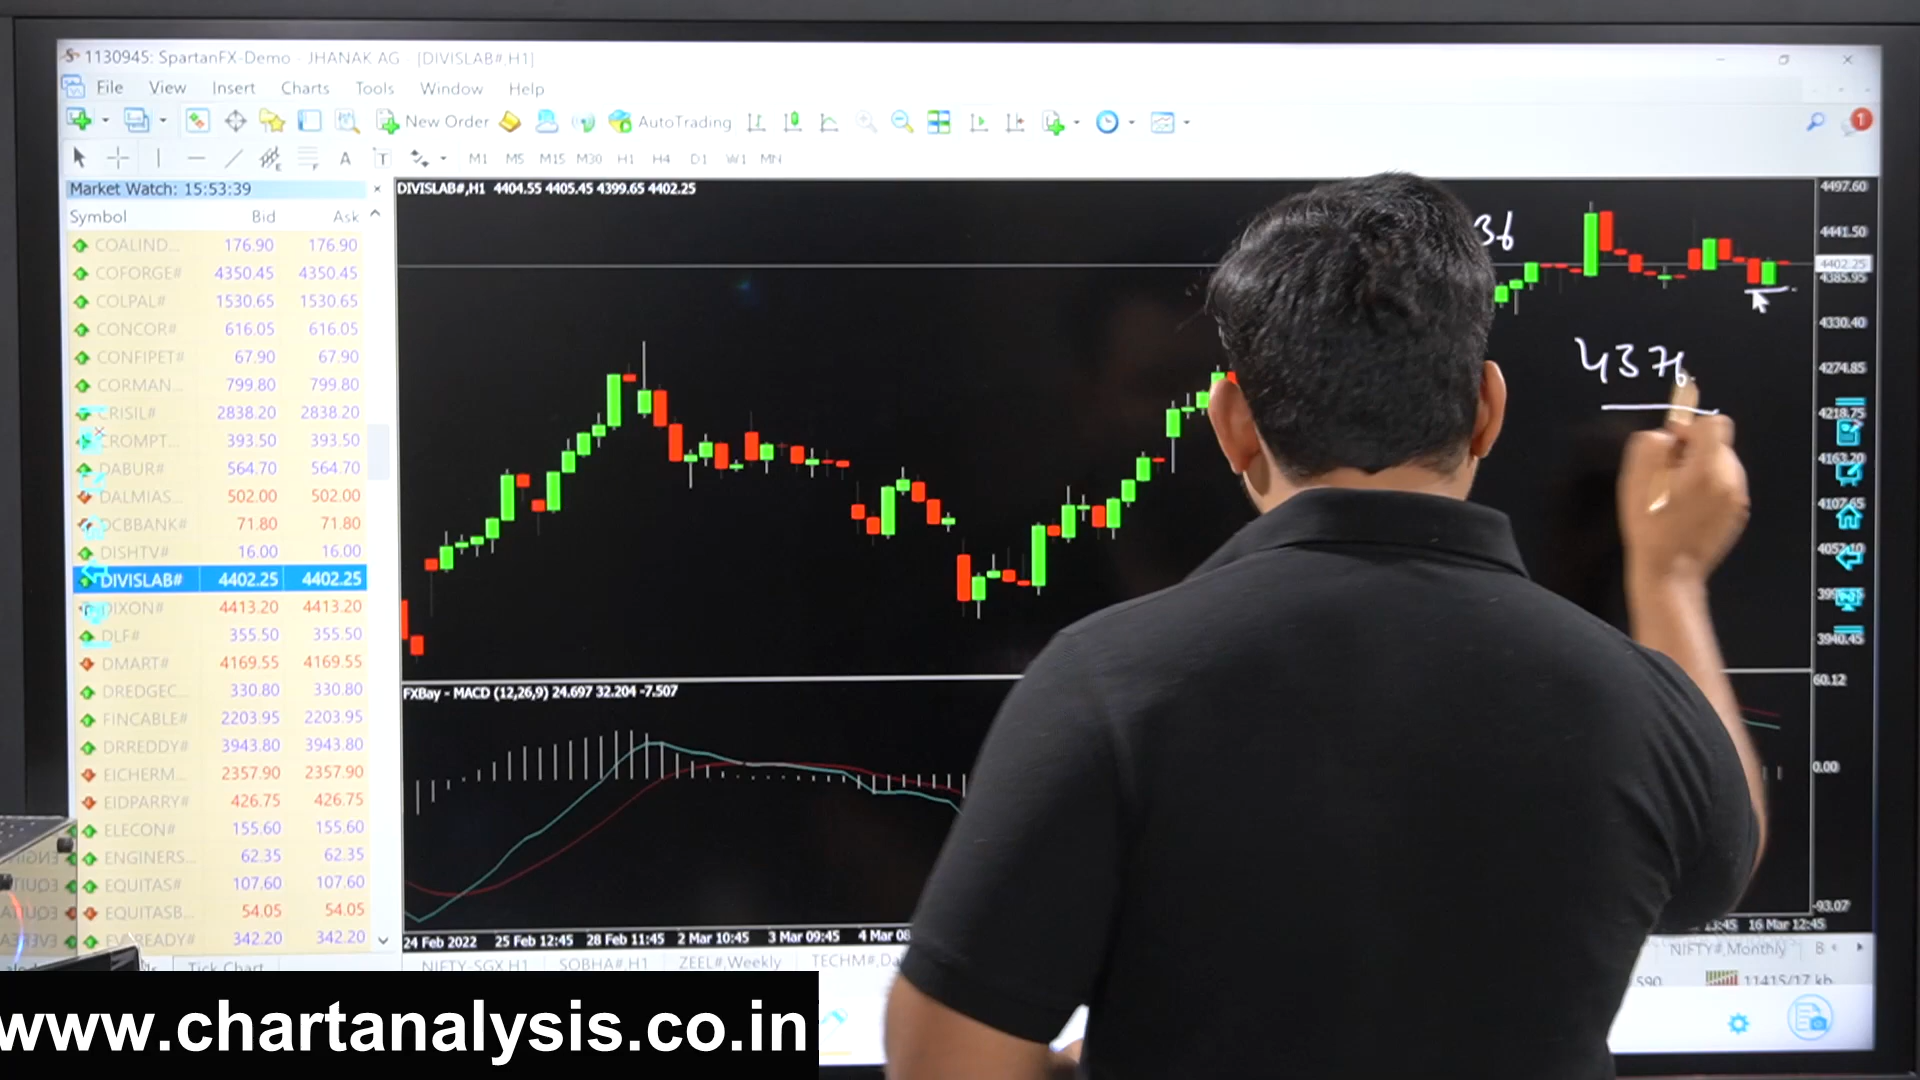 1130945: SpartanFX-Demo - JHANAK AG [DIVISLAB#,H1]
File View Insert Charts Tools Window Help
New Order AutoTrading 1
A T M1 M5 M15 M30 H1 H4 D1 W1 MN
Market Watch: 15:53:39
Symbol Bid Ask
COALIND... 176.90 176.90
COFORGE# 4350.45 4350.45
COLPAL# 1530.65 1530.65
CONCOR# 616.05 616.05
CONFIPET# 67.90 67.90
CORMAN... 799.80 799.80
CRISIL# 2838.20 2838.20
CROMPT... 393.50 393.50
DABUR# 564.70 564.70
DALMIAS... 502.00 502.00
DCBBANK# 71.80 71.80
DISHTV# 16.00 16.00
DIVISLAB# 4402.25 4402.25
DIXON# 4413.20 4413.20
DLF# 355.50 355.50
DMART# 4169.55 4169.55
DREDGEC... 330.80 330.80
FINCABLE# 2203.95 2203.95
DRREDDY# 3943.80 3943.80
EICHERM... 2357.90 2357.90
EIDPARRY# 426.75 426.75
ELECON# 155.60 155.60
ENGINERS... 62.35 62.35
EQUITAS# 107.60 107.60
EQUITASB... 54.05 54.05
EVEREADY# 342.20 342.20
Tick Chart
DIVISLAB#,H1 4404.55 4405.45 4399.65 4402.25
36
4376
4497.60
4441.50
4402.25
4385.95
4330.40
4274.85
4218.75
4163.20
4107.65
4052.10
3940.45
FXBay - MACD (12,26,9) 24.697 32.204 -7.507
60.12
0.00
-93.07
24 Feb 2022 25 Feb 12:45 28 Feb 11:45 2 Mar 10:45 3 Mar 09:45 4 Mar 08 13:45 16 Mar 12:45
NIFTY-SGX,H1 SOBHA#,H1 ZEEL#,Weekly TECHM#,Da NIFTY#,Monthly B
590 11415/17 kb
www.chartanalysis.co.in